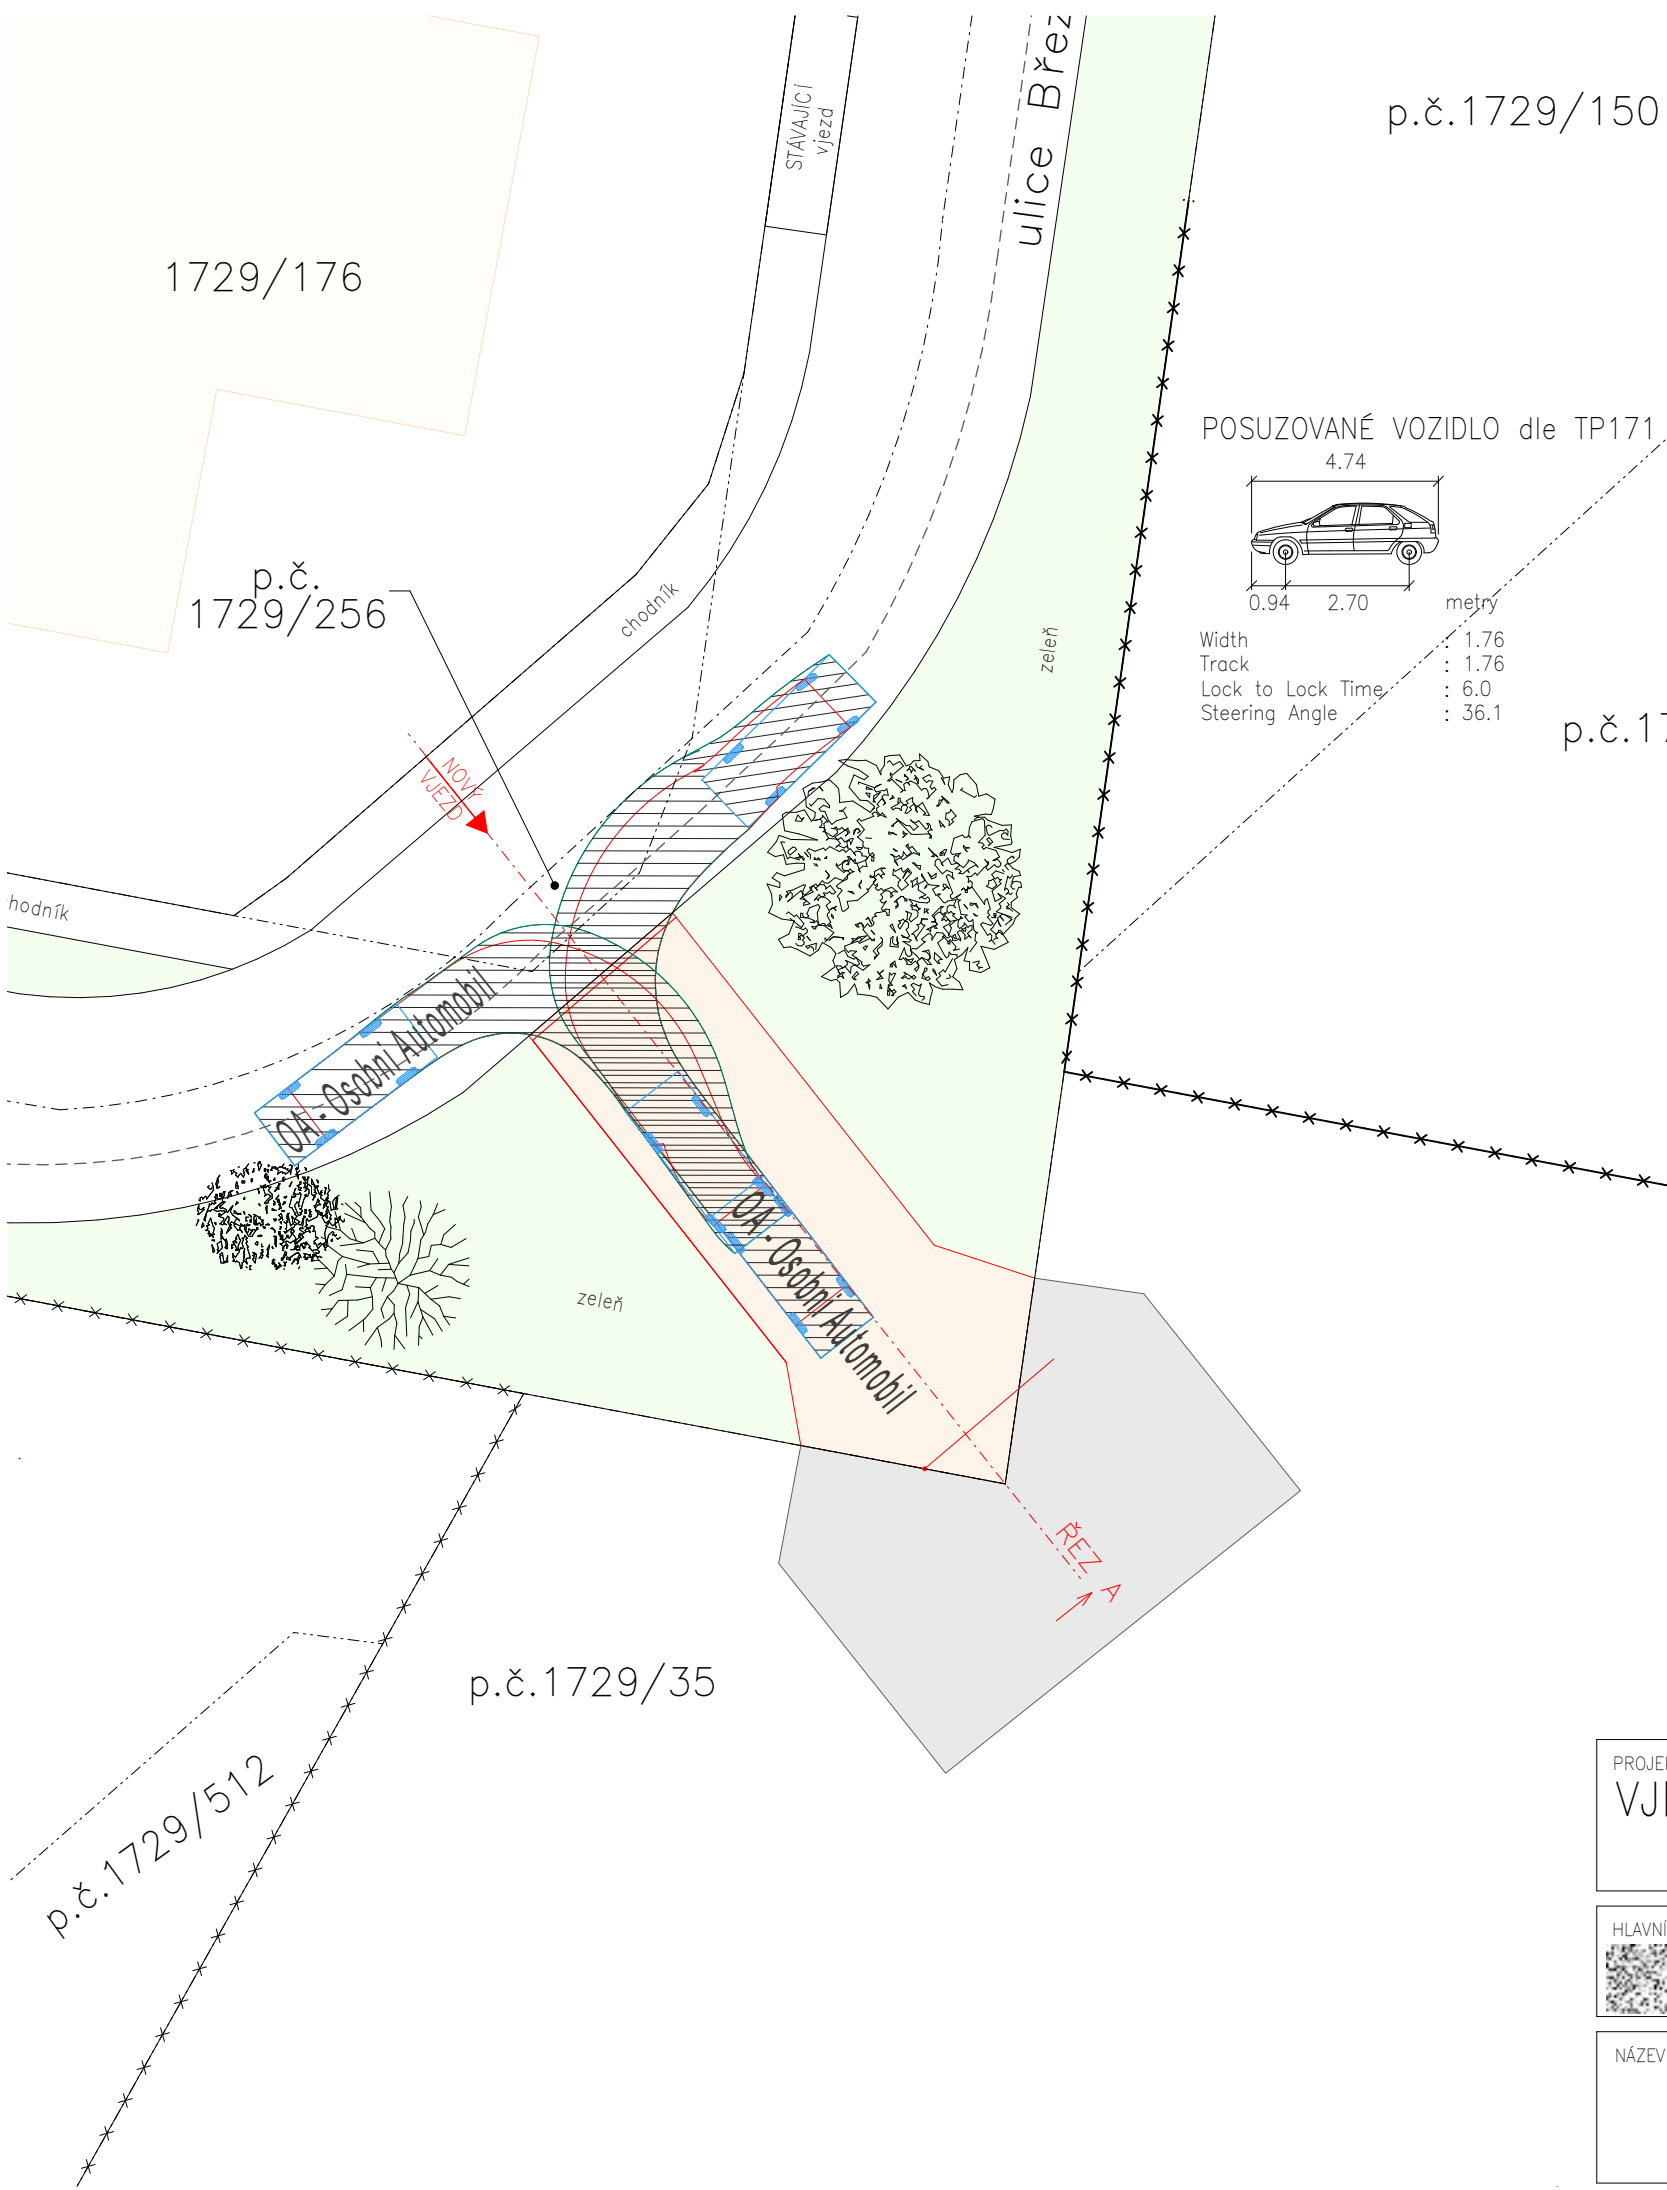 ulice Břez
STÁVAJÍCÍ
vjezd
p.č.1729/150
1729/176
POSUZOVANÉ VOZIDLO dle TP171
4.74
0.94 2.70 metry
Width : 1.76
Track : 1.76
Lock to Lock Time : 6.0
Steering Angle : 36.1
p.č.
1729/256
chodník
zeleň
p.č.17
NOVÝ
VJEZD
hodník
OA - Osobni Automobil
OA - Osobni Automobil
zeleň
ŘEZ A
p.č.1729/35
p.č.1729/512
PROJE
VJ
HLAVNÍ
NÁZEV